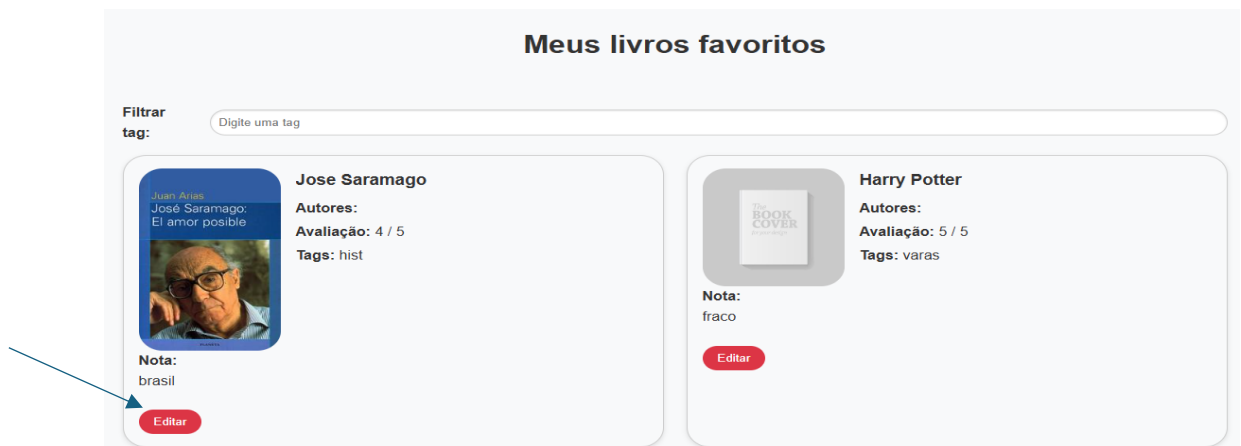 Meus livros favoritos
Filtrar
tag:
Digite uma tag
Juan Arias
José Saramago:
El amor posible
Jose Saramago
Autores:
Avaliação: 4 / 5
Tags: hist
Nota:
brasil
Editar
The
BOOK
COVER
Harry Potter
Autores:
Avaliação: 5 / 5
Tags: varas
Nota:
fraco
Editar